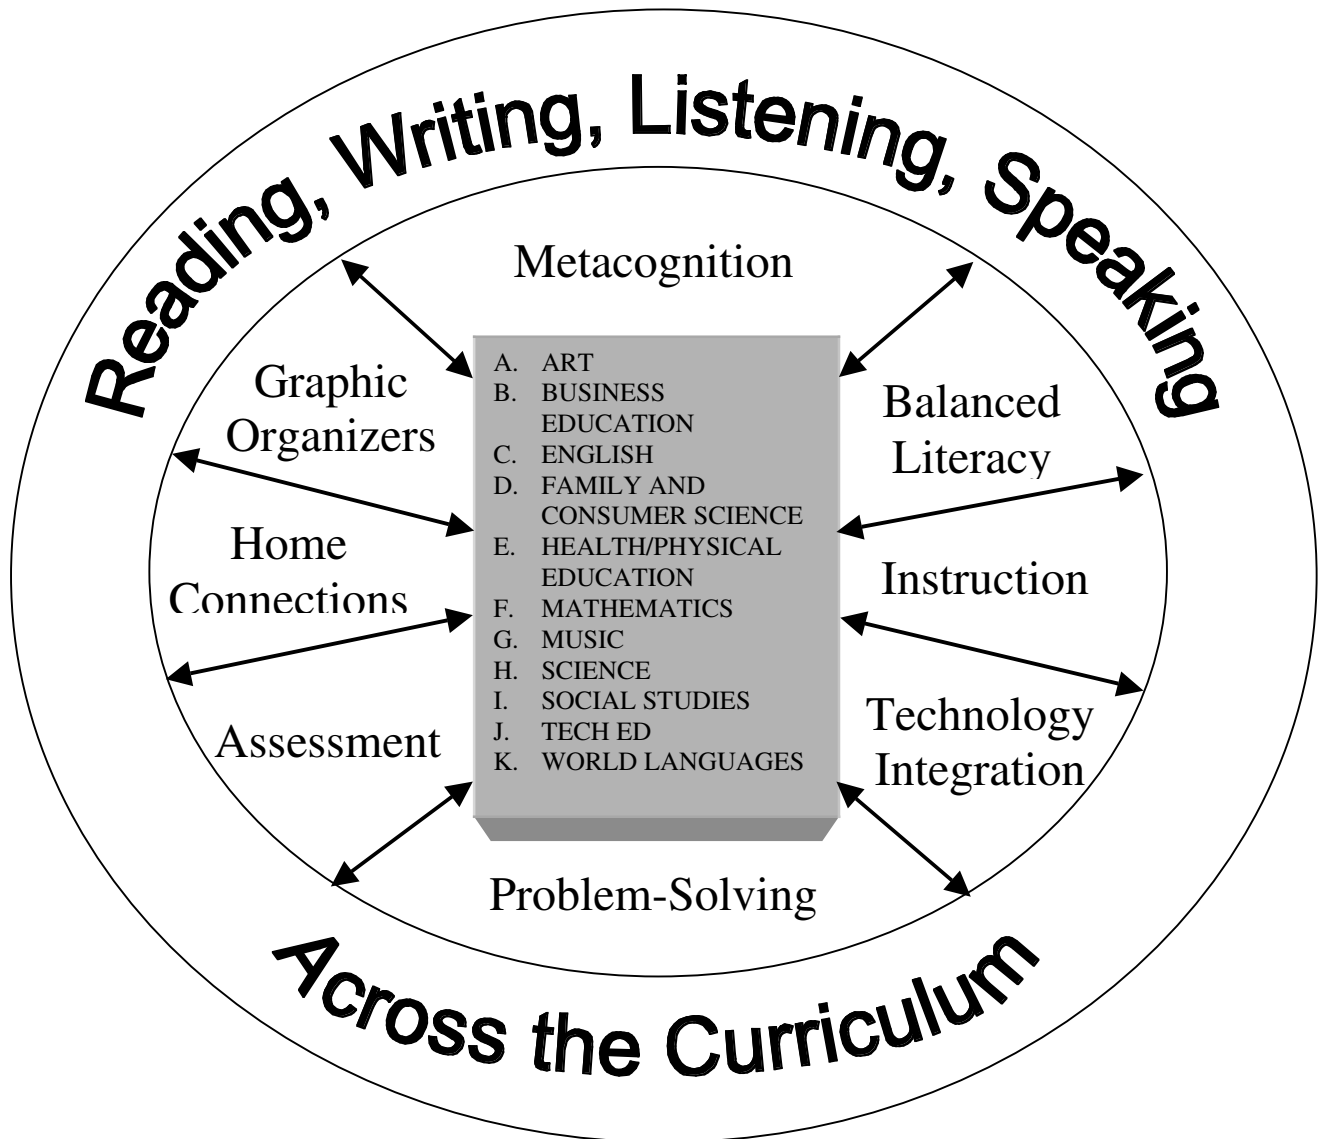 Reading, Writing, Listening, Speaking
Metacognition
Graphic
Organizers
Home
Connections
Assessment
A. ART
B. BUSINESS
EDUCATION
C. ENGLISH
D. FAMILY AND
CONSUMER SCIENCE
E. HEALTH/PHYSICAL
EDUCATION
F. MATHEMATICS
G. MUSIC
H. SCIENCE
I. SOCIAL STUDIES
J. TECH ED
K. WORLD LANGUAGES
Balanced
Literacy
Instruction
Technology
Integration
Problem-Solving
Across the Curriculum